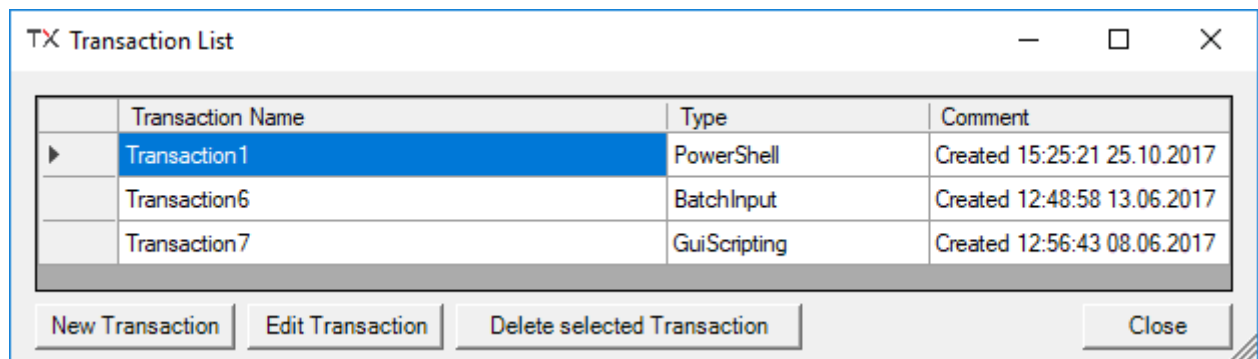 TX Transaction List
Transaction Name Type Comment
Transaction1 PowerShell Created 15:25:21 25.10.2017
Transaction6 BatchInput Created 12:48:58 13.06.2017
Transaction7 GuiScripting Created 12:56:43 08.06.2017
New Transaction Edit Transaction Delete selected Transaction Close